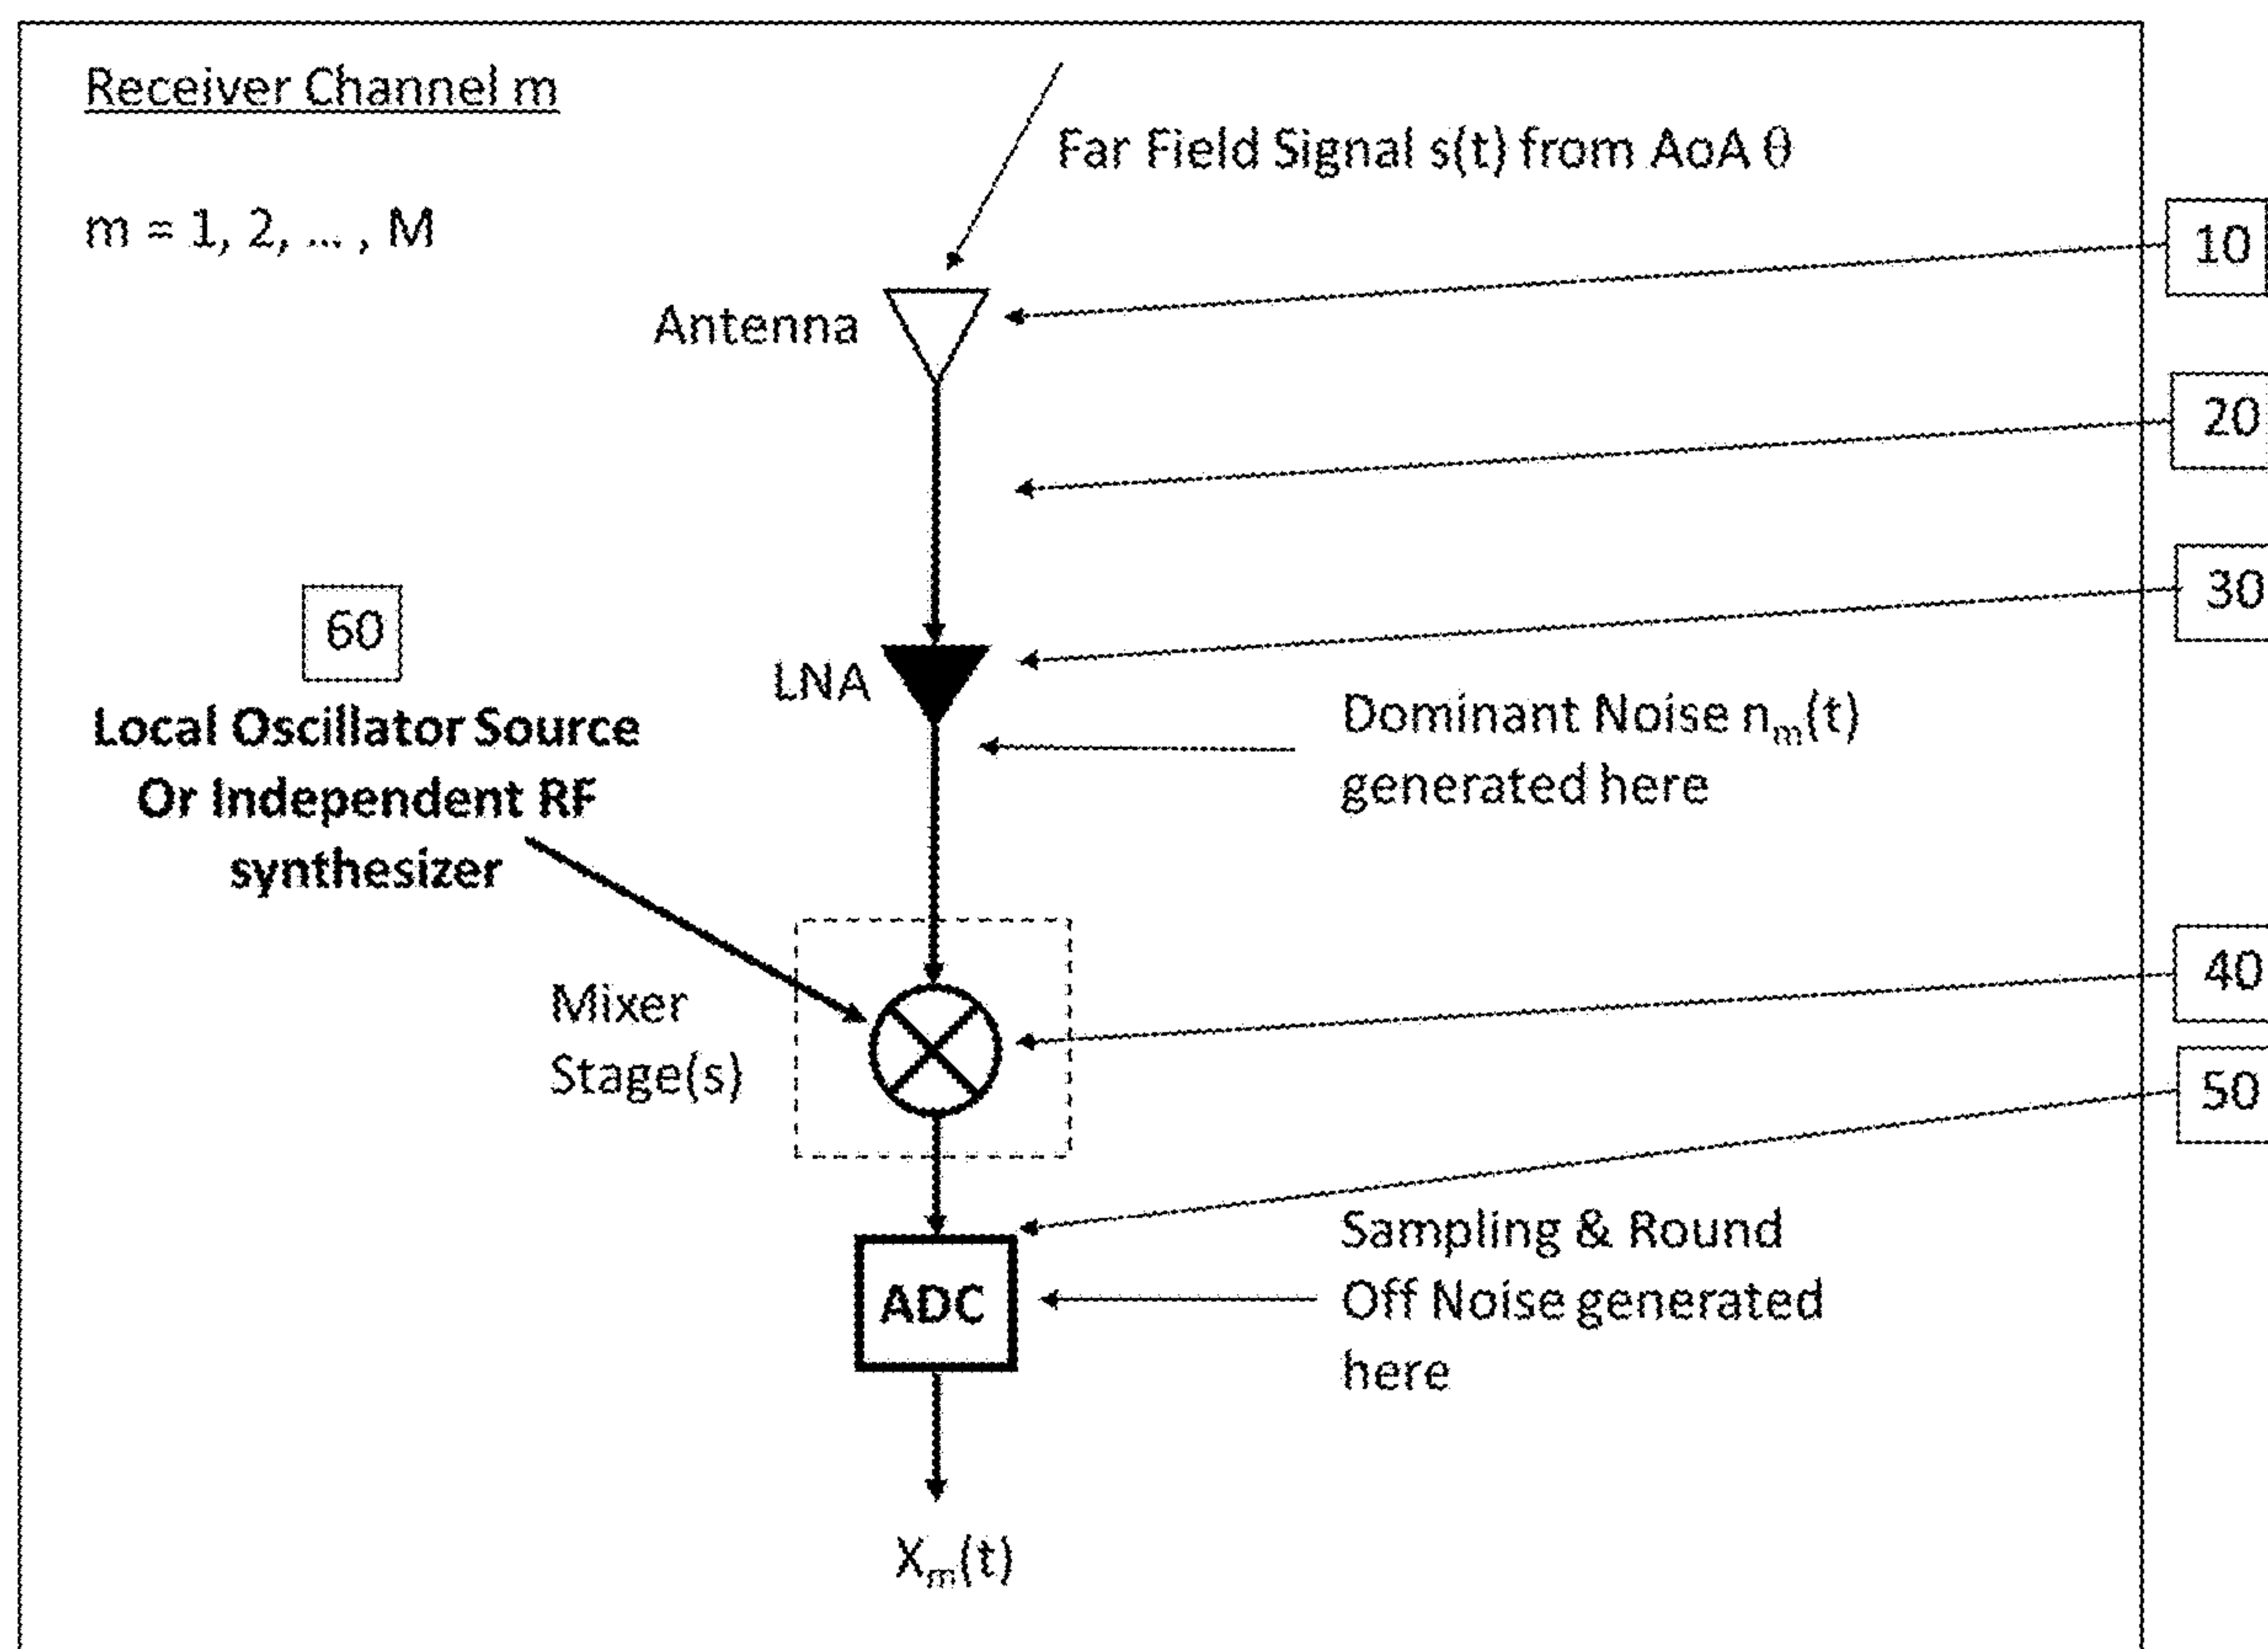 Receiver Channel m
Far Field Signal s(t) from AoA θ
m = 1, 2, ... , M
10
Antenna
20
30
60
LNA
Local Oscillator Source
Or Independent RF
synthesizer
Dominant Noise nm(t)
generated here
40
Mixer
Stage(s)
50
Sampling & Round
Off Noise generated
here
ADC
Xm(t)